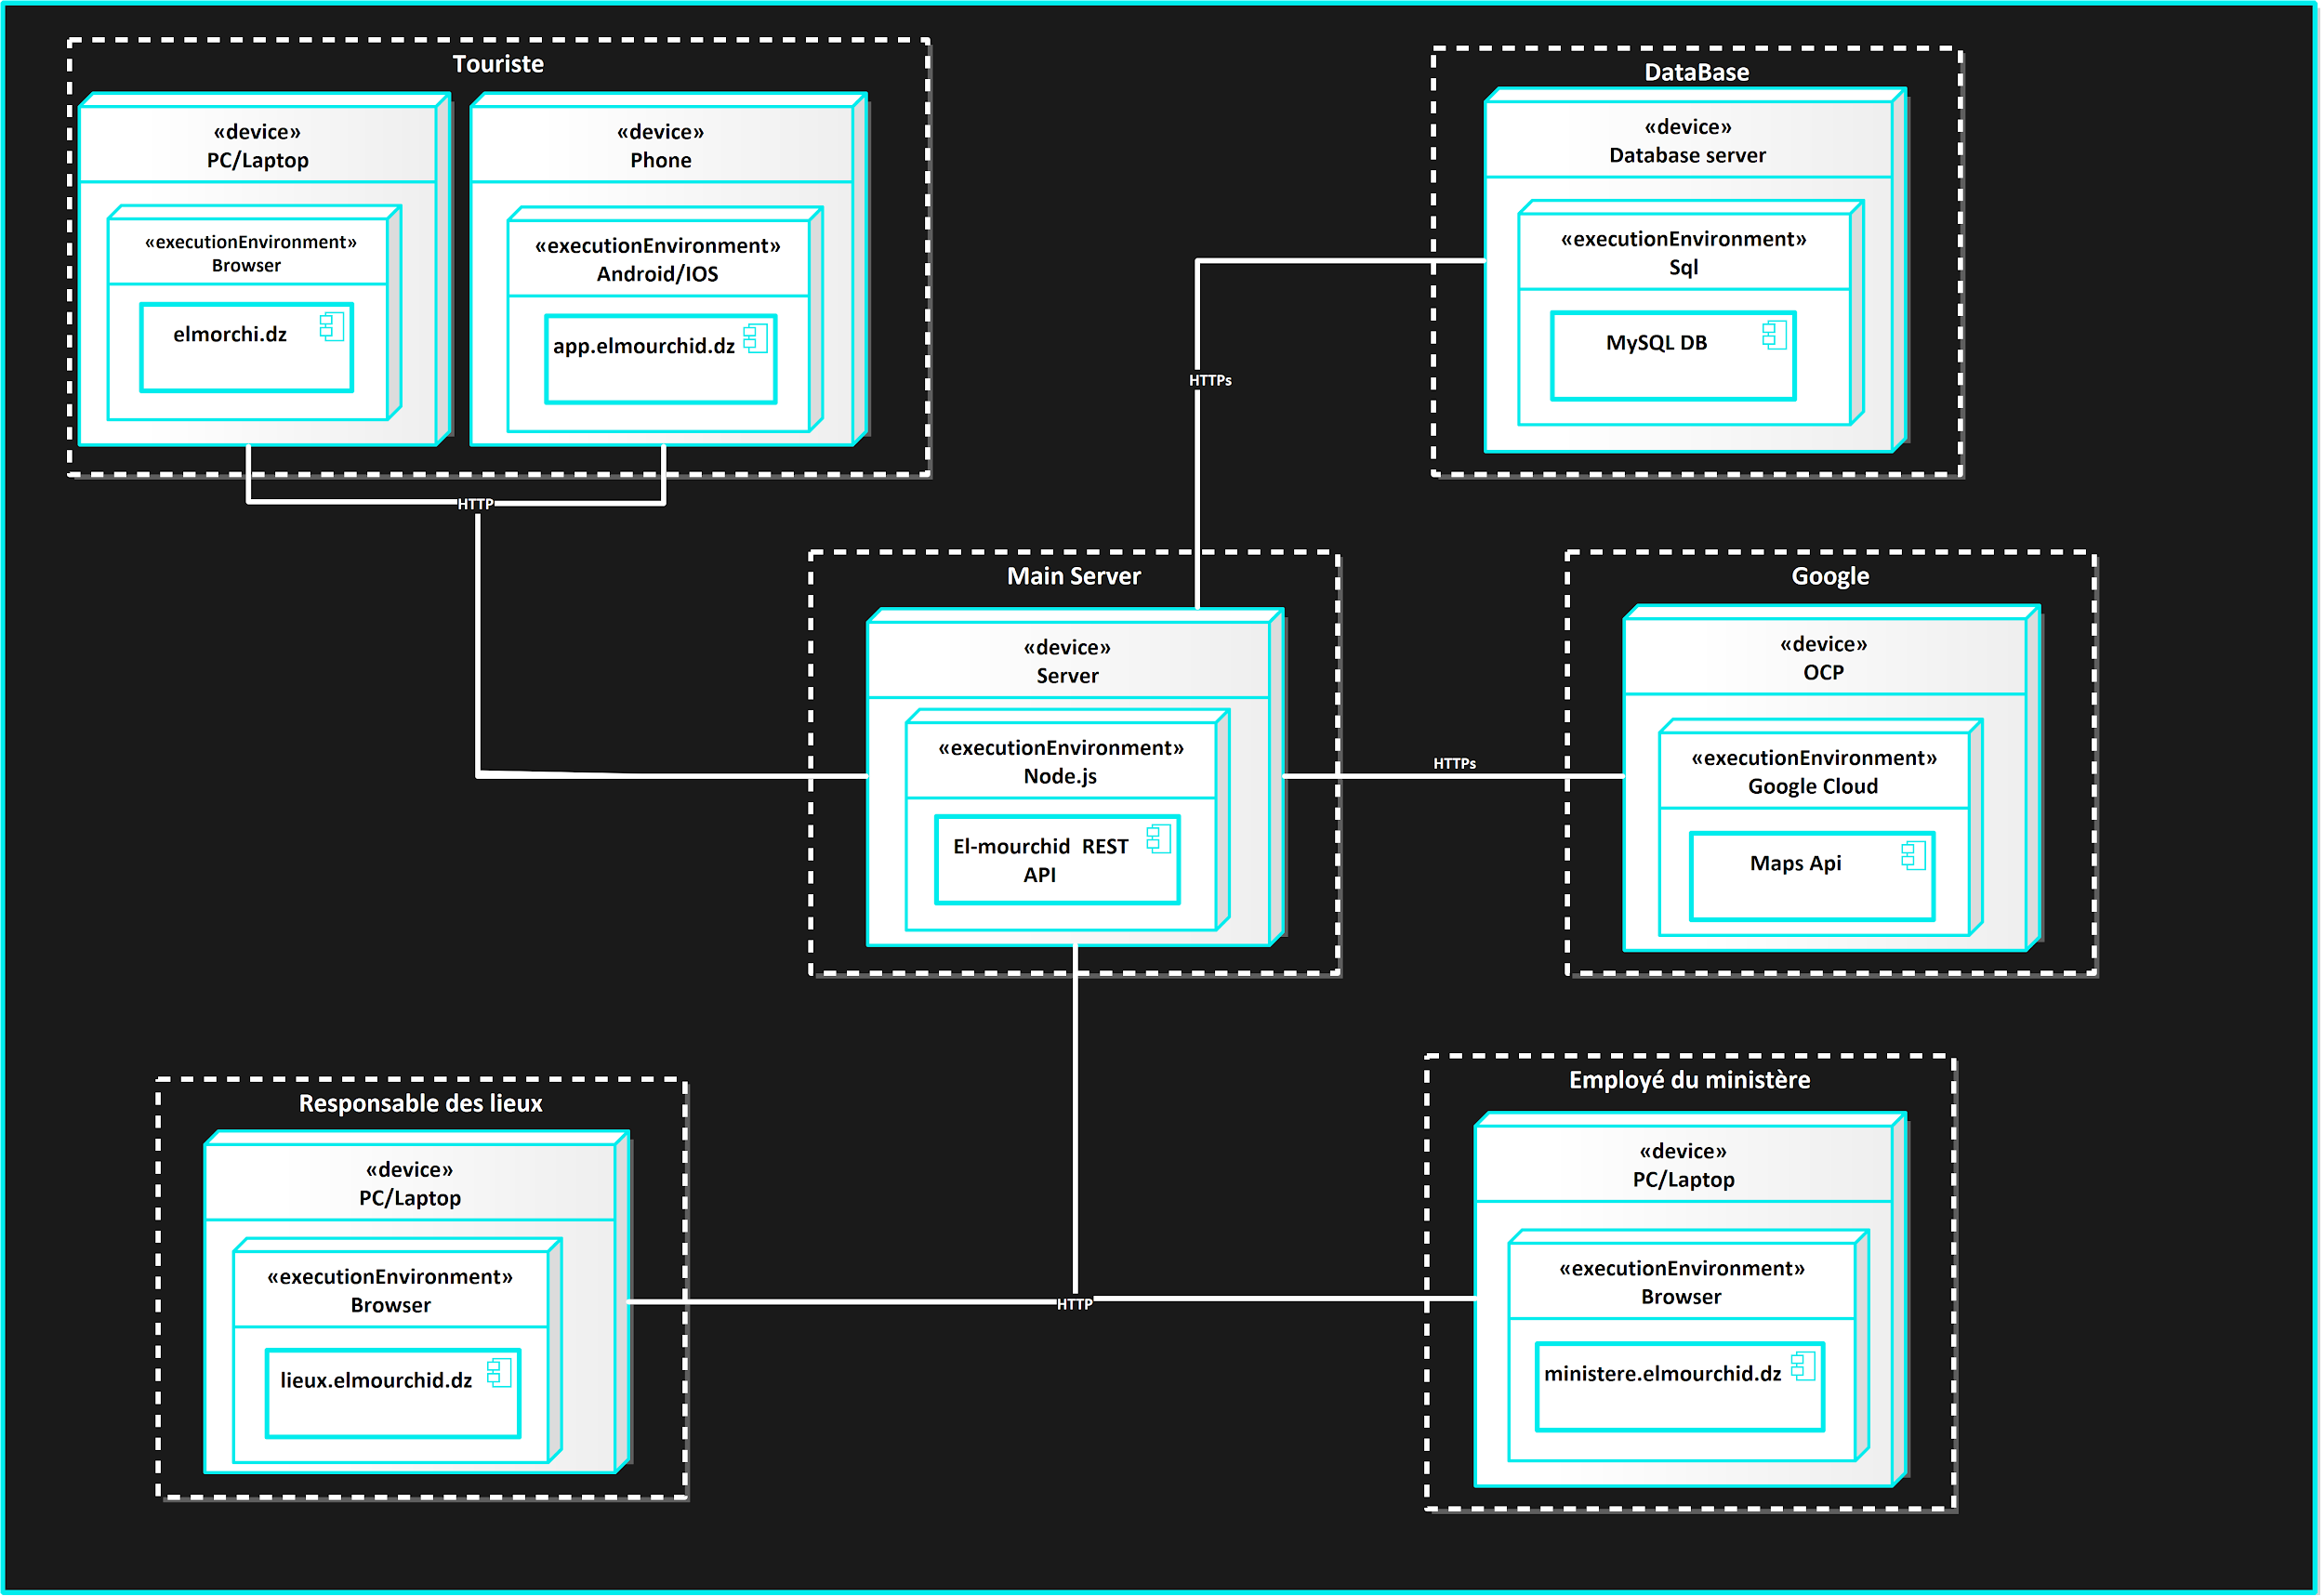 Touriste
«device»
PC/Laptop
«executionEnvironment»
Browser
elmorchi.dz
«device»
Phone
«executionEnvironment»
Android/IOS
app.elmourchid.dz
HTTP
DataBase
«device»
Database server
«executionEnvironment»
Sql
MySQL DB
HTTPs
Main Server
«device»
Server
«executionEnvironment»
Node.js
El-mourchid REST
API
HTTPs
Google
«device»
OCP
«executionEnvironment»
Google Cloud
Maps Api
Responsable des lieux
«device»
PC/Laptop
«executionEnvironment»
Browser
lieux.elmourchid.dz
HTTP
Employé du ministère
«device»
PC/Laptop
«executionEnvironment»
Browser
ministere.elmourchid.dz